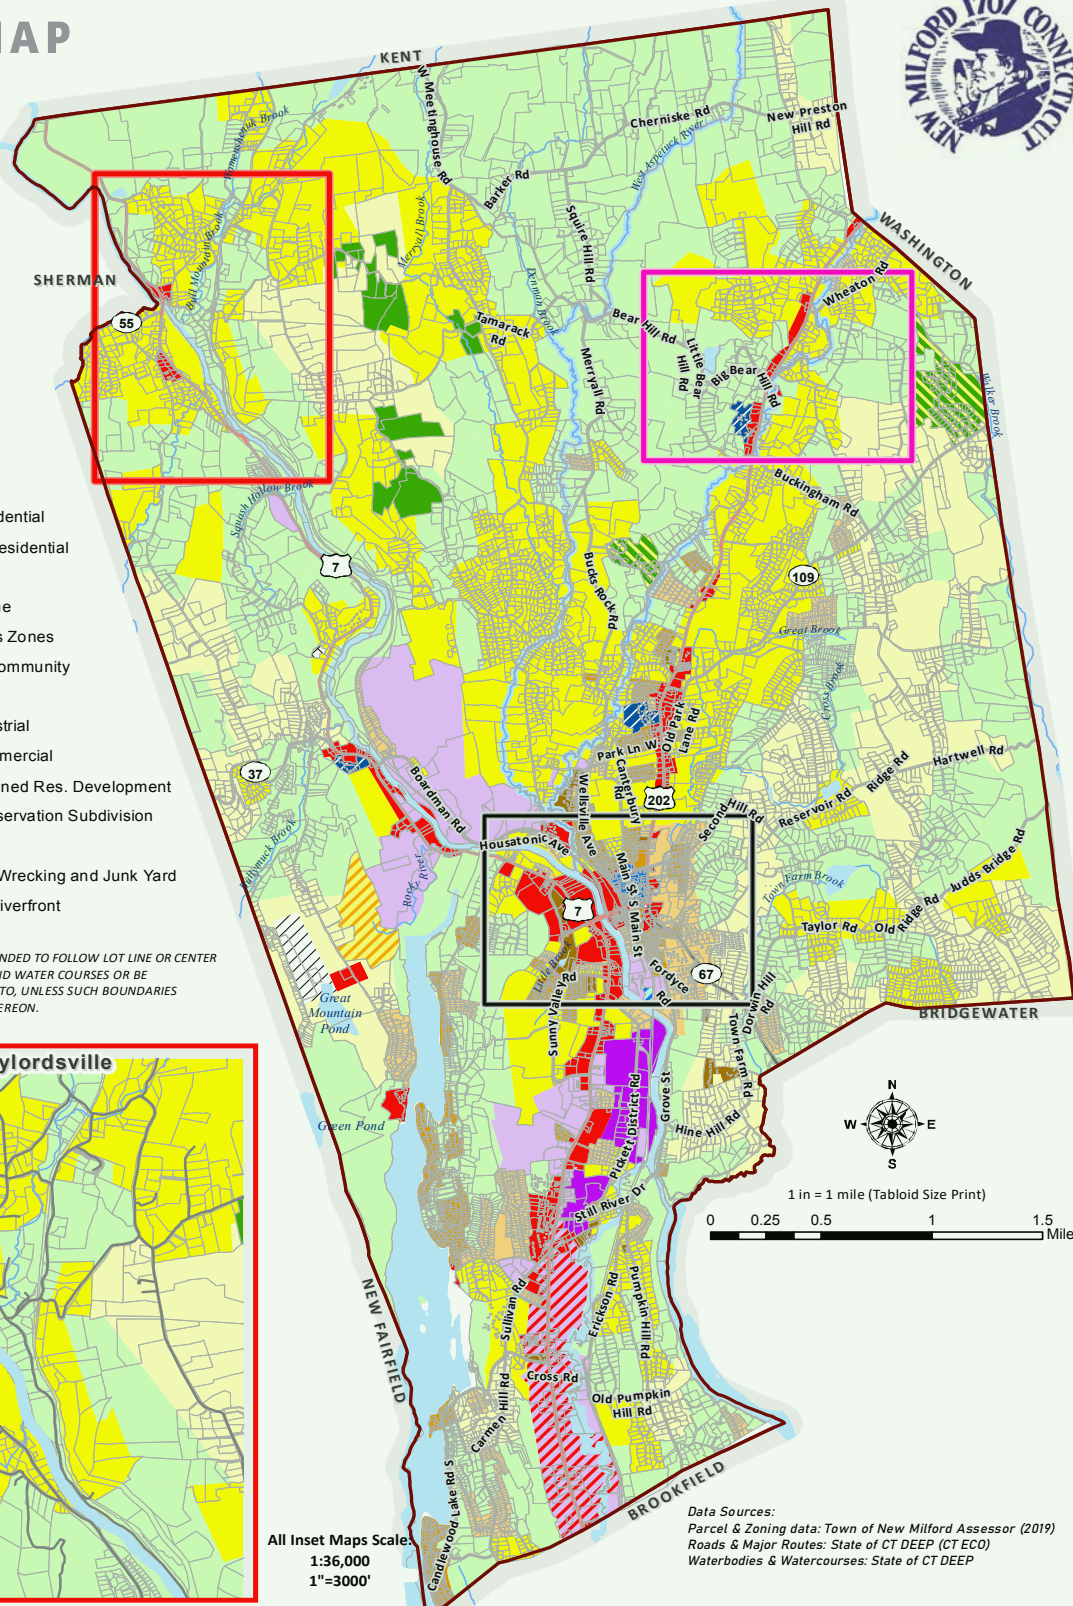 MAP
NEW MILFORD 1707 CONNECTICUT
KENT
W Meetinghouse Rd
Womenshenuk Brook
Cherniske Rd
New Preston
Hill Rd
West Aspetuck River
Barker Rd
Squire Hill Rd
Merryall Brook
Bull Mountain Brook
WASHINGTON
SHERMAN
55
Denman Brook
Wheaton Rd
Tamarack
Rd
Bear Hill Rd
Little Bear
Hill Rd
Big Bear
Hill Rd
Merryall Rd
Walker Brook
Buckingham Rd
Squash Hollow Brook
7
Bucks Rock Rd
109
Great Brook
Cross Brook
dential
esidential
ne
s Zones
ommunity
strial
mercial
ned Res. Development
servation Subdivision
Wrecking and Junk Yard
iverfront
NDED TO FOLLOW LOT LINE OR CENTER
ND WATER COURSES OR BE
TO, UNLESS SUCH BOUNDARIES
EREON.
Old Park
Lane Rd
Park Ln W
Canterbury
Rd
37
Boardman Rd
Wellsville Ave
202
Second Hill Rd
Reservoir Rd
Ridge Rd
Hartwell Rd
Housatonic
Ave
Main St
S Main St
Rocky River
Town Farm Brook
Judds Bridge Rd
Taylor Rd
Old Ridge Rd
7
Little Brook
67
Fordyce
Rd
Great
Mountain
Pond
Sunny Valley Rd
Dorwin Hill
Rd
Town Farm Rd
BRIDGEWATER
Green Pond
Grove St
Pickett District Rd
Hine Hill Rd
Still River Dr
ylordsville
N
W
E
S
1 in = 1 mile (Tabloid Size Print)
0 0.25 0.5 1 1.5
Mile
NEW FAIRFIELD
Sullivan Rd
Erickson Rd
Pumpkin Hill Rd
Cross Rd
Carmen Hill Rd
Old Pumpkin
Hill Rd
Candlewood Lake Rd S
BROOKFIELD
All Inset Maps Scale:
1:36,000
1"=3000'
Data Sources:
Parcel & Zoning data: Town of New Milford Assessor (2019)
Roads & Major Routes: State of CT DEEP (CT ECO)
Waterbodies & Watercourses: State of CT DEEP